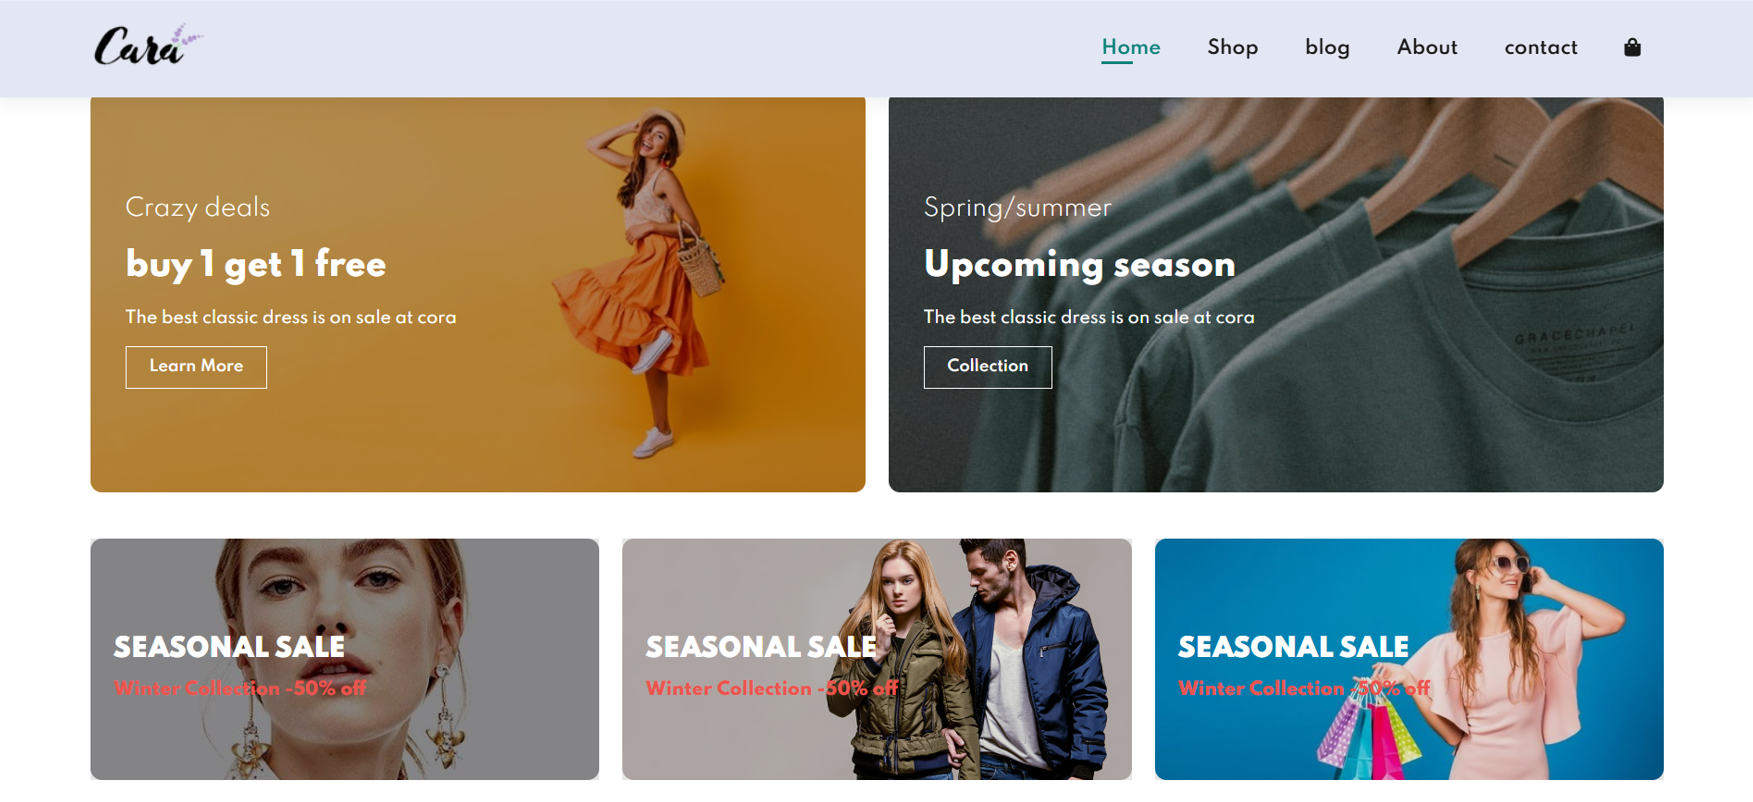 Cara
Home Shop blog About contact
Crazy deals
buy 1 get 1 free
The best classic dress is on sale at cora
Learn More
Spring/summer
Upcoming season
The best classic dress is on sale at cora
Collection
GRACECHAPEL
SEASONAL SALE
Winter Collection -50% off
SEASONAL SALE
Winter Collection -50% off
SEASONAL SALE
Winter Collection -50% off